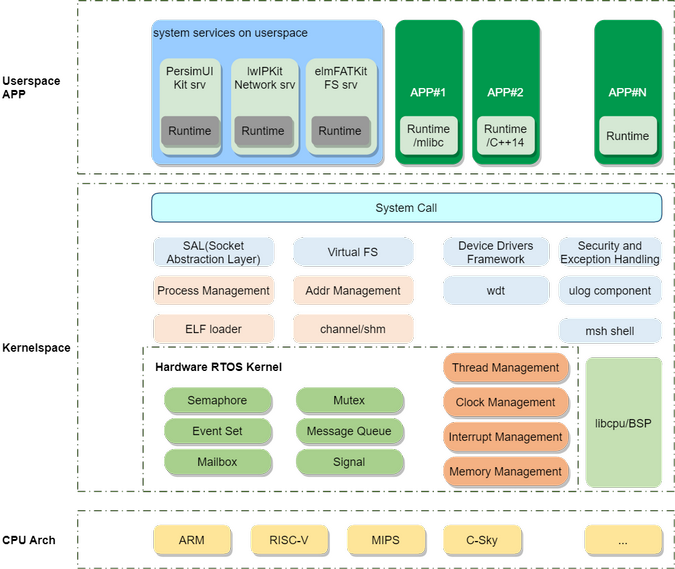 Userspace
APP
system services on userspace
PersimUI
Kit srv
Runtime
lwIPKit
Network srv
Runtime
elmFATKit
FS srv
Runtime
APP#1
Runtime
/mlibc
APP#2
Runtime
/C++14
APP#N
Runtime
Kernelspace
System Call
SAL(Socket
Abstraction Layer)
Virtual FS
Device Drivers
Framework
Security and
Exception Handling
Process Management
Addr Management
wdt
ulog component
ELF loader
channel/shm
msh shell
Hardware RTOS Kernel
Semaphore
Mutex
Event Set
Message Queue
Mailbox
Signal
Thread Management
Clock Management
Interrupt Management
Memory Management
libcpu/BSP
CPU Arch
ARM
RISC-V
MIPS
C-Sky
...